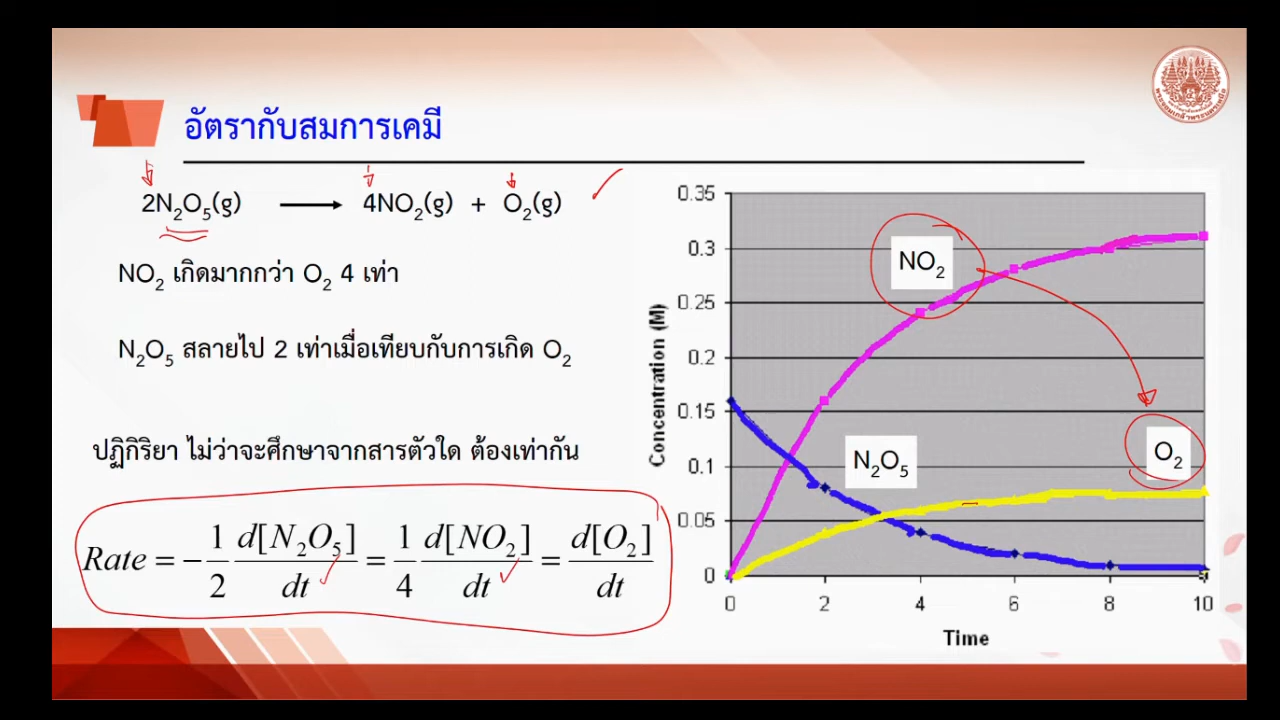 อัตรากับสมการเคมี
2N₂O₅(g) ⟶ 4NO₂(g) + O₂(g)
NO₂ เกิดมากกว่า O₂ 4 เท่า
N₂O₅ สลายไป 2 เท่าเมื่อเทียบกับการเกิด O₂
ปฏิกิริยา ไม่ว่าจะศึกษาจากสารตัวใด ต้องเท่ากัน
Rate = − 1/2 d[N₂O₅]/dt = 1/4 d[NO₂]/dt = d[O₂]/dt
Concentration (M)
0.35
0.3
0.25
0.2
0.15
0.1
0.05
0
NO₂
N₂O₅
O₂
0 2 4 6 8 10
Time